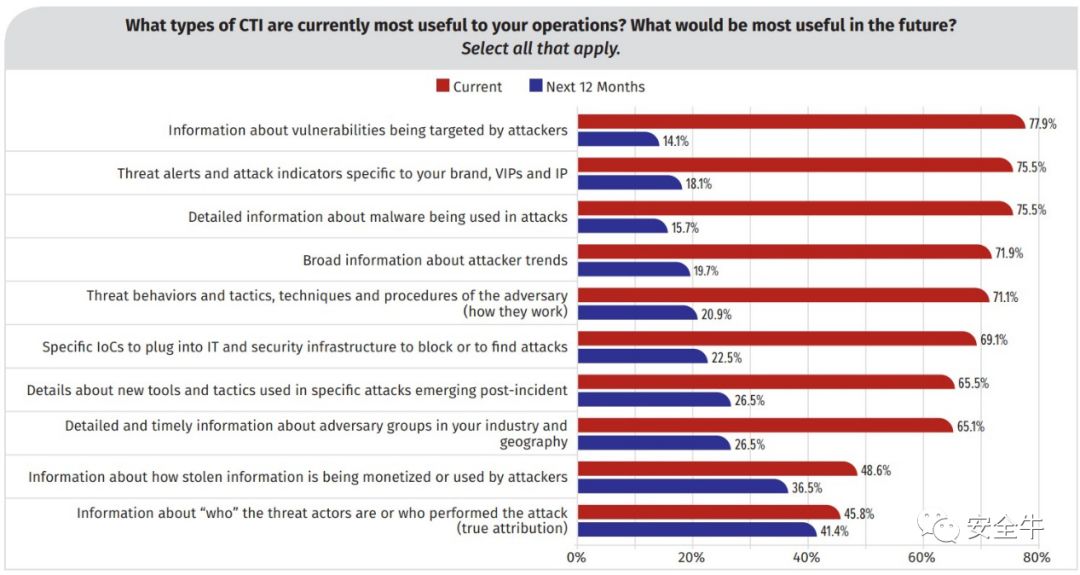 What types of CTI are currently most useful to your operations? What would be most useful in the future?
Select all that apply.
Current
Next 12 Months
Information about vulnerabilities being targeted by attackers
77.9%
14.1%
Threat alerts and attack indicators specific to your brand, VIPs and IP
75.5%
18.1%
Detailed information about malware being used in attacks
75.5%
15.7%
Broad information about attacker trends
71.9%
19.7%
Threat behaviors and tactics, techniques and procedures of the adversary
(how they work)
71.1%
20.9%
Specific IoCs to plug into IT and security infrastructure to block or to find attacks
69.1%
22.5%
Details about new tools and tactics used in specific attacks emerging post-incident
65.5%
26.5%
Detailed and timely information about adversary groups in your industry and
geography
65.1%
26.5%
Information about how stolen information is being monetized or used by attackers
48.6%
36.5%
Information about “who” the threat actors are or who performed the attack
(true attribution)
45.8%
41.4%
安全牛
0%
20%
40%
60%
80%